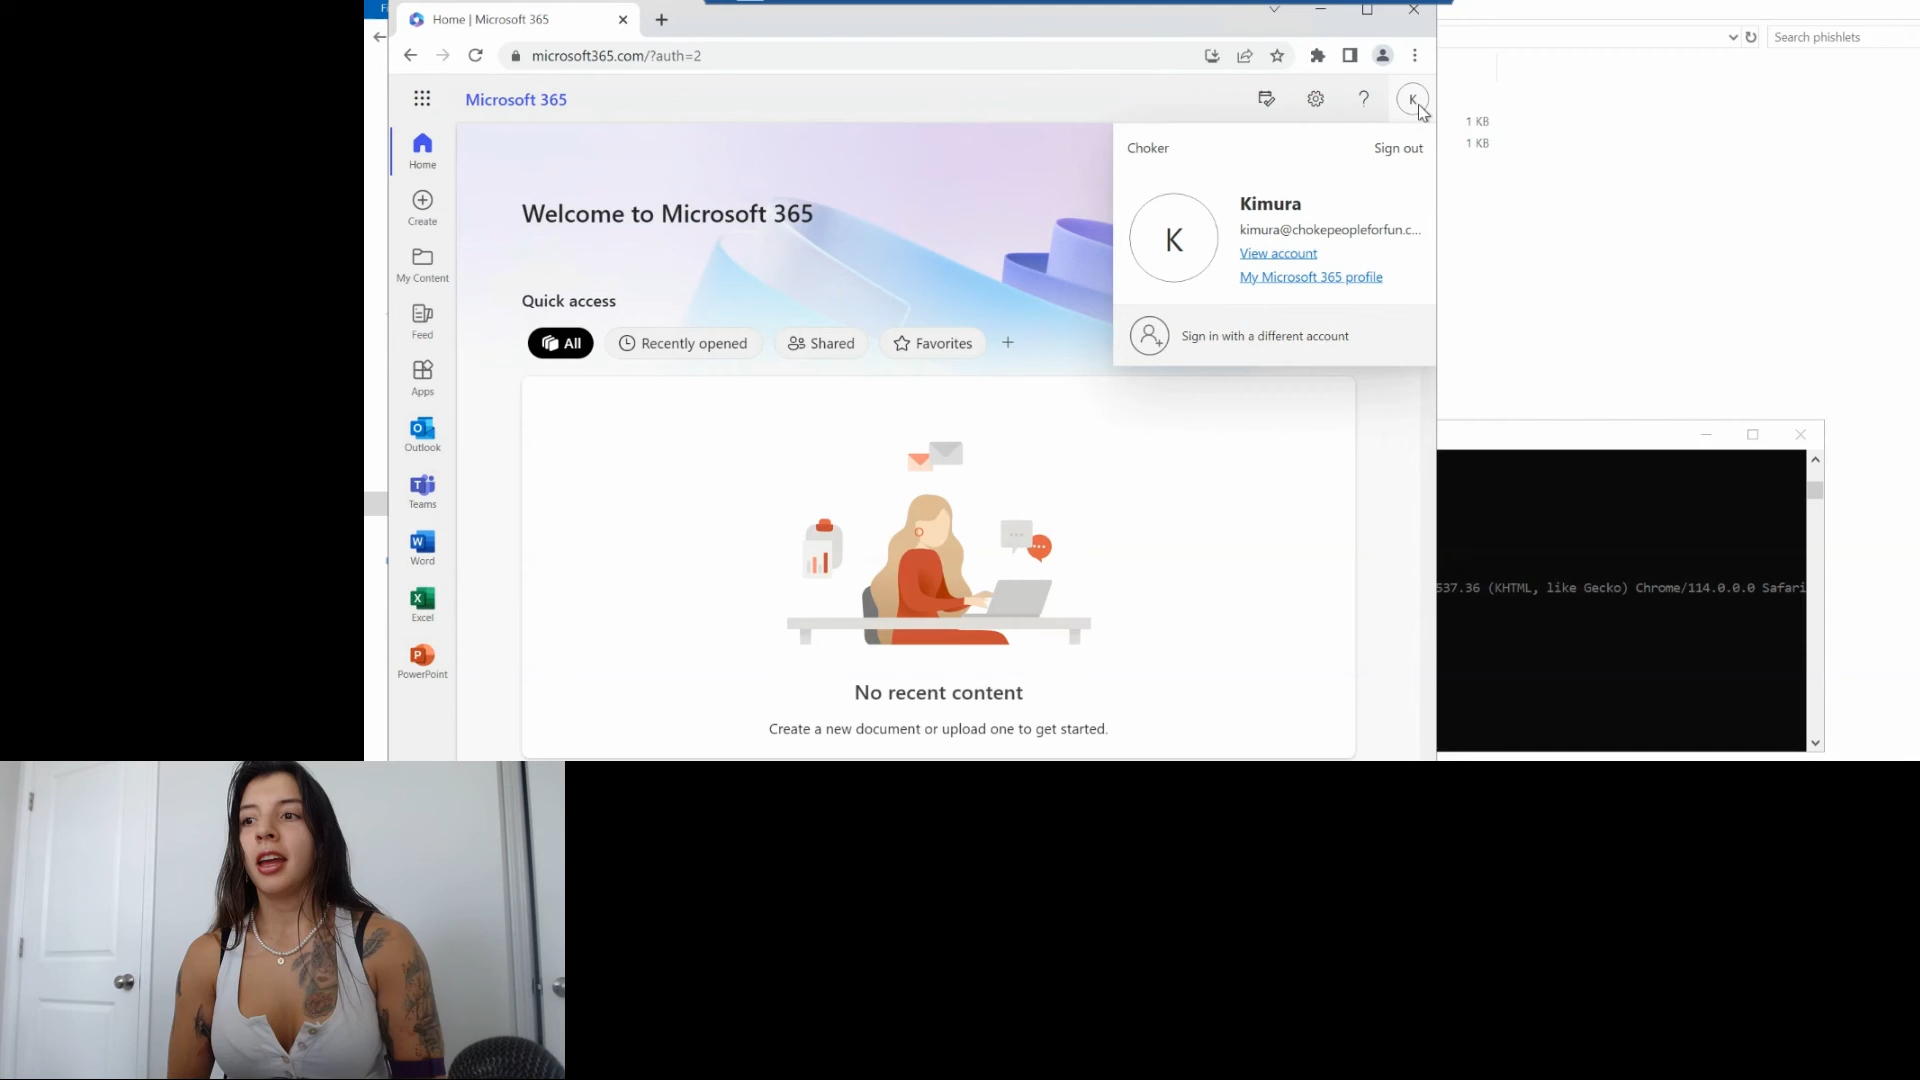 Fi
Home | Microsoft 365
microsoft365.com/?auth=2
Search phishlets
Microsoft 365
K
1 KB
1 KB
Choker
Sign out
Home
Create
My Content
Feed
Apps
Outlook
Teams
Word
Excel
PowerPoint
Welcome to Microsoft 365
K
Kimura
kimura@chokepeopleforfun.c...
View account
My Microsoft 365 profile
Sign in with a different account
Quick access
All
Recently opened
Shared
Favorites
No recent content
Create a new document or upload one to get started.
537.36 (KHTML, like Gecko) Chrome/114.0.0.0 Safari